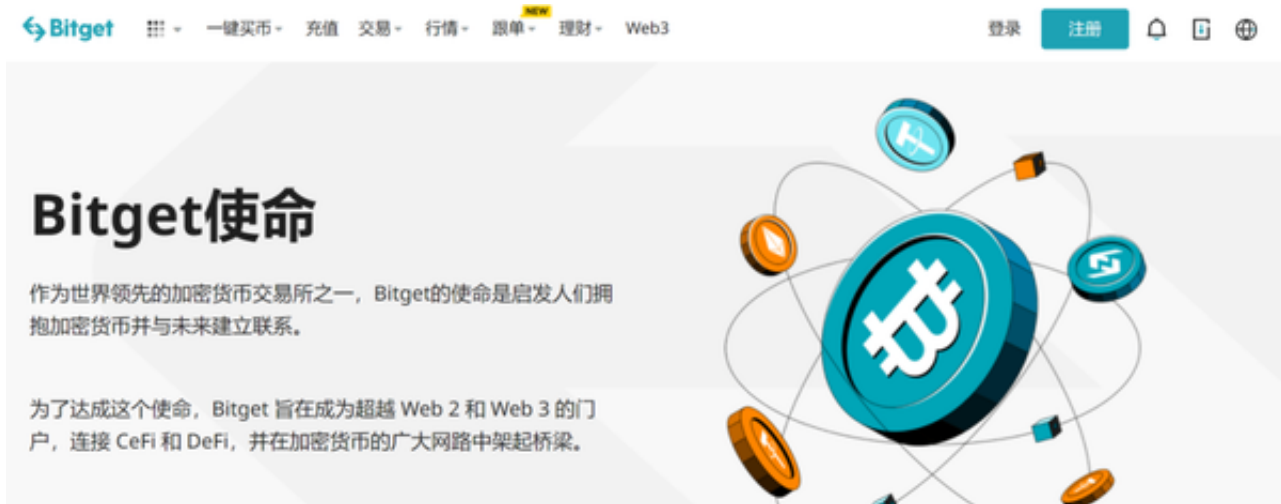 Bitget 一键买币 充值 交易 行情 跟单 NEW 理财 Web3 登录 注册
Bitget使命
作为世界领先的加密货币交易所之一，Bitget的使命是启发人们拥
抱加密货币并与未来建立联系。
为了达成这个使命，Bitget 旨在成为超越 Web 2 和 Web 3 的门
户，连接 CeFi 和 DeFi，并在加密货币的广大网路中架起桥梁。